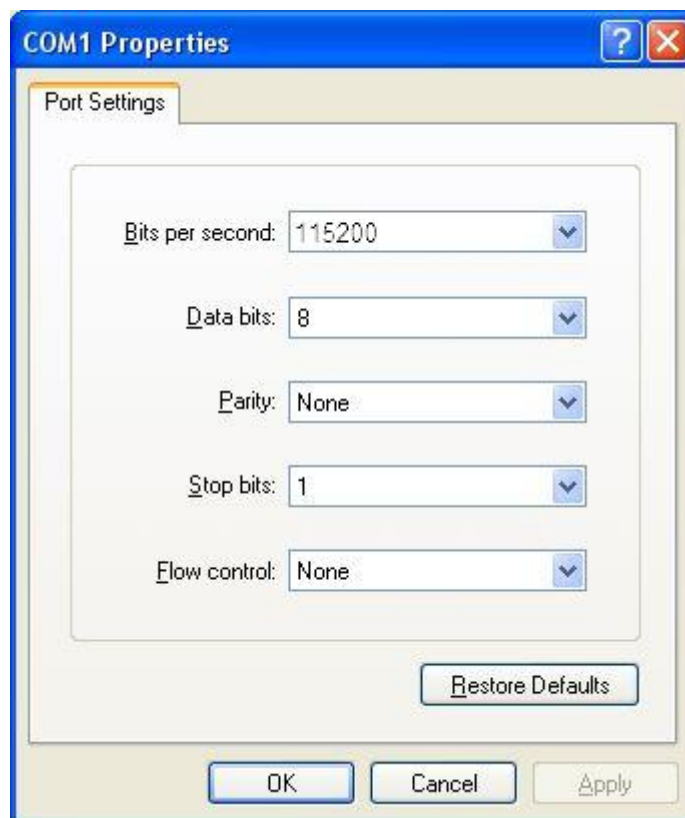 COM1 Properties
Port Settings
Bits per second: 115200
Data bits: 8
Parity: None
Stop bits: 1
Flow control: None
Restore Defaults
OK Cancel Apply